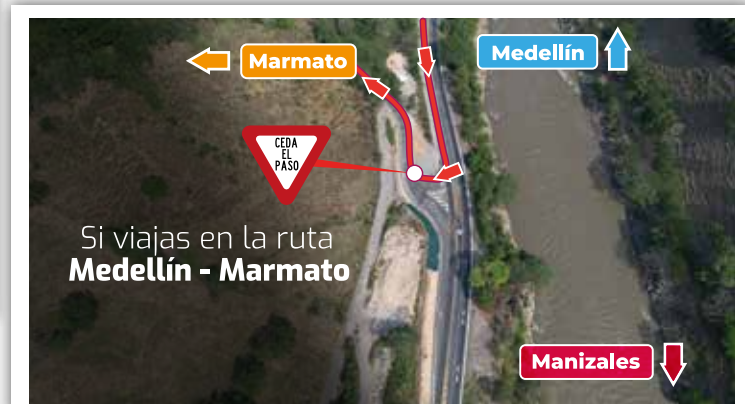 Marmato
Medellín
CEDA
EL
PASO
Si viajas en la ruta
Medellín - Marmato
Manizales